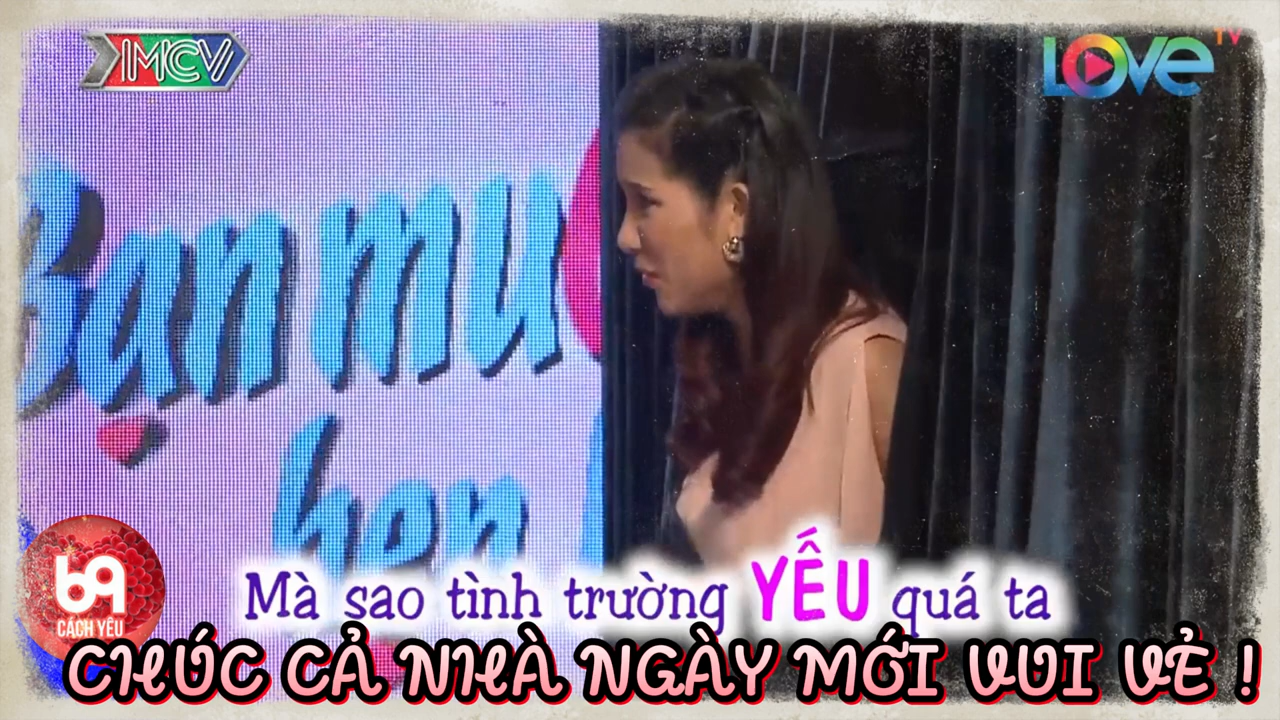 MCV
LOVE TV
Bạn mu
hẹn
69
CÁCH YÊU
Mà sao tình trường YẾU quá ta
CHÚC CẢ NHÀ NGÀY MỚI VUI VẺ !